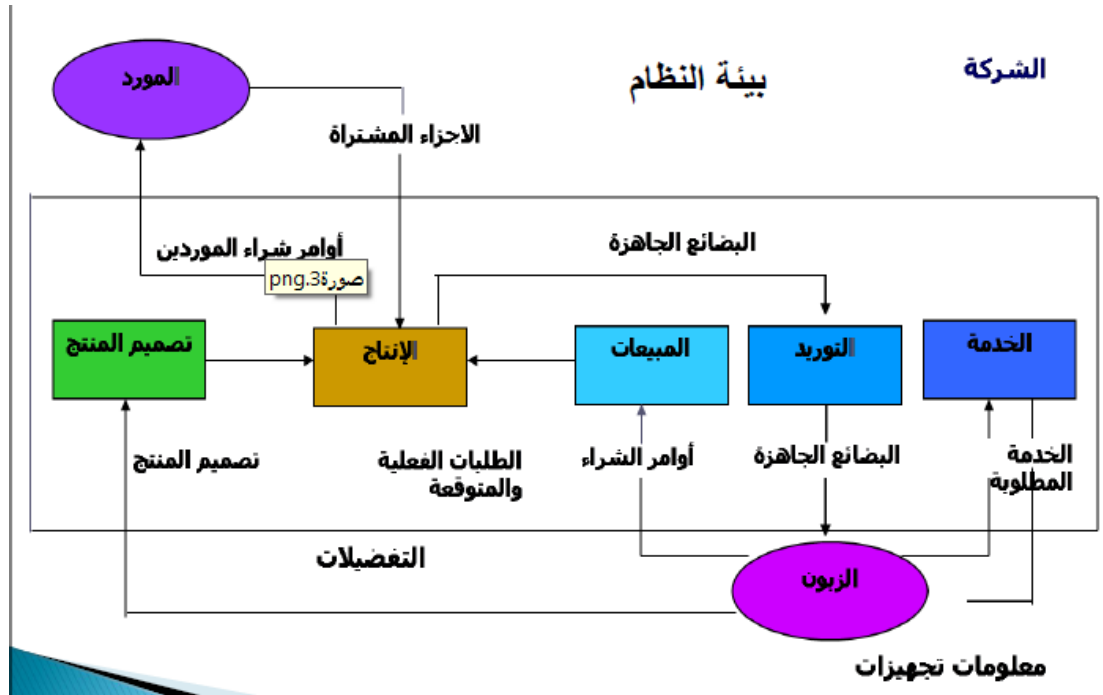 الشركة
بيئة النظام
المورد
الاجزاء المشتراة
البضائع الجاهزة
أوامر شراء الموردين
صورة3.png
الخدمة
التوريد
المبيعات
الإنتاج
تصميم المنتج
الخدمة
المطلوبة
البضائع الجاهزة
أوامر الشراء
الطلبات الفعلية
والمتوقعة
تصميم المنتج
التفضيلات
الزبون
معلومات تجهيزات